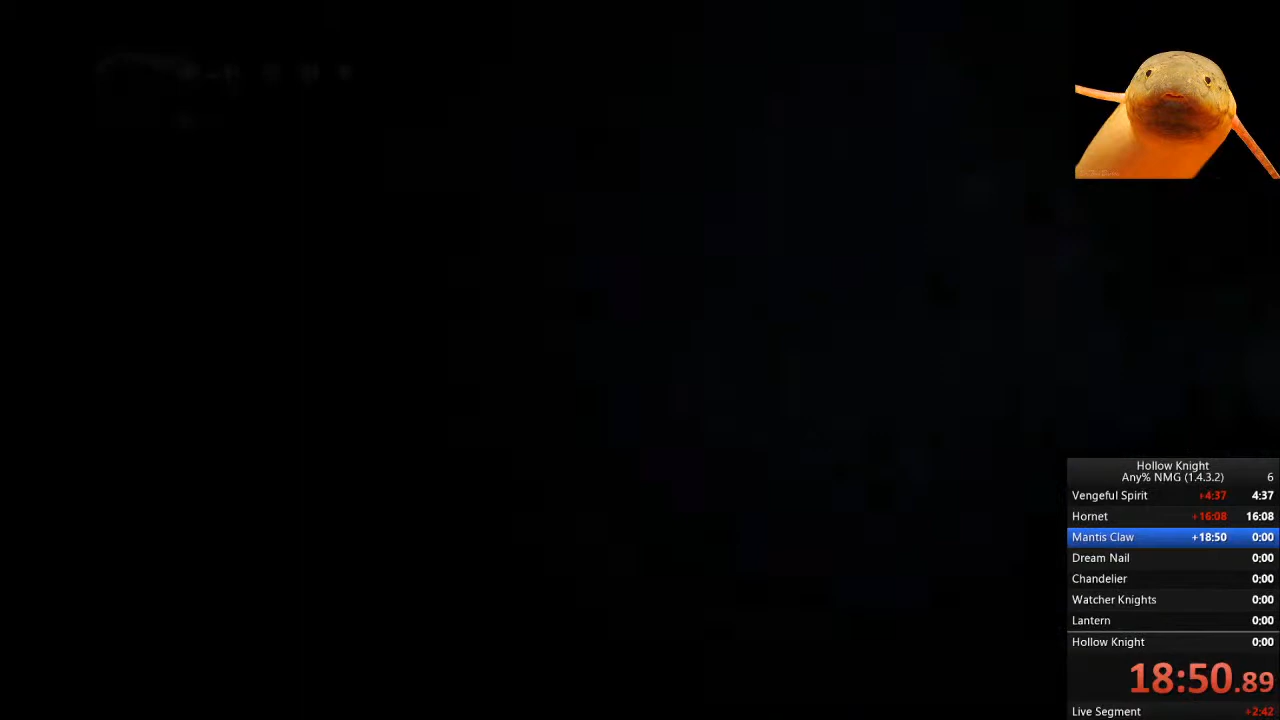 Hollow Knight
Any% NMG (1.4.3.2) 6
Vengeful Spirit +4:37 4:37
Hornet +16:08 16:08
Mantis Claw +18:50 0:00
Dream Nail 0:00
Chandelier 0:00
Watcher Knights 0:00
Lantern 0:00
Hollow Knight 0:00
18:50.89
Live Segment +2:42